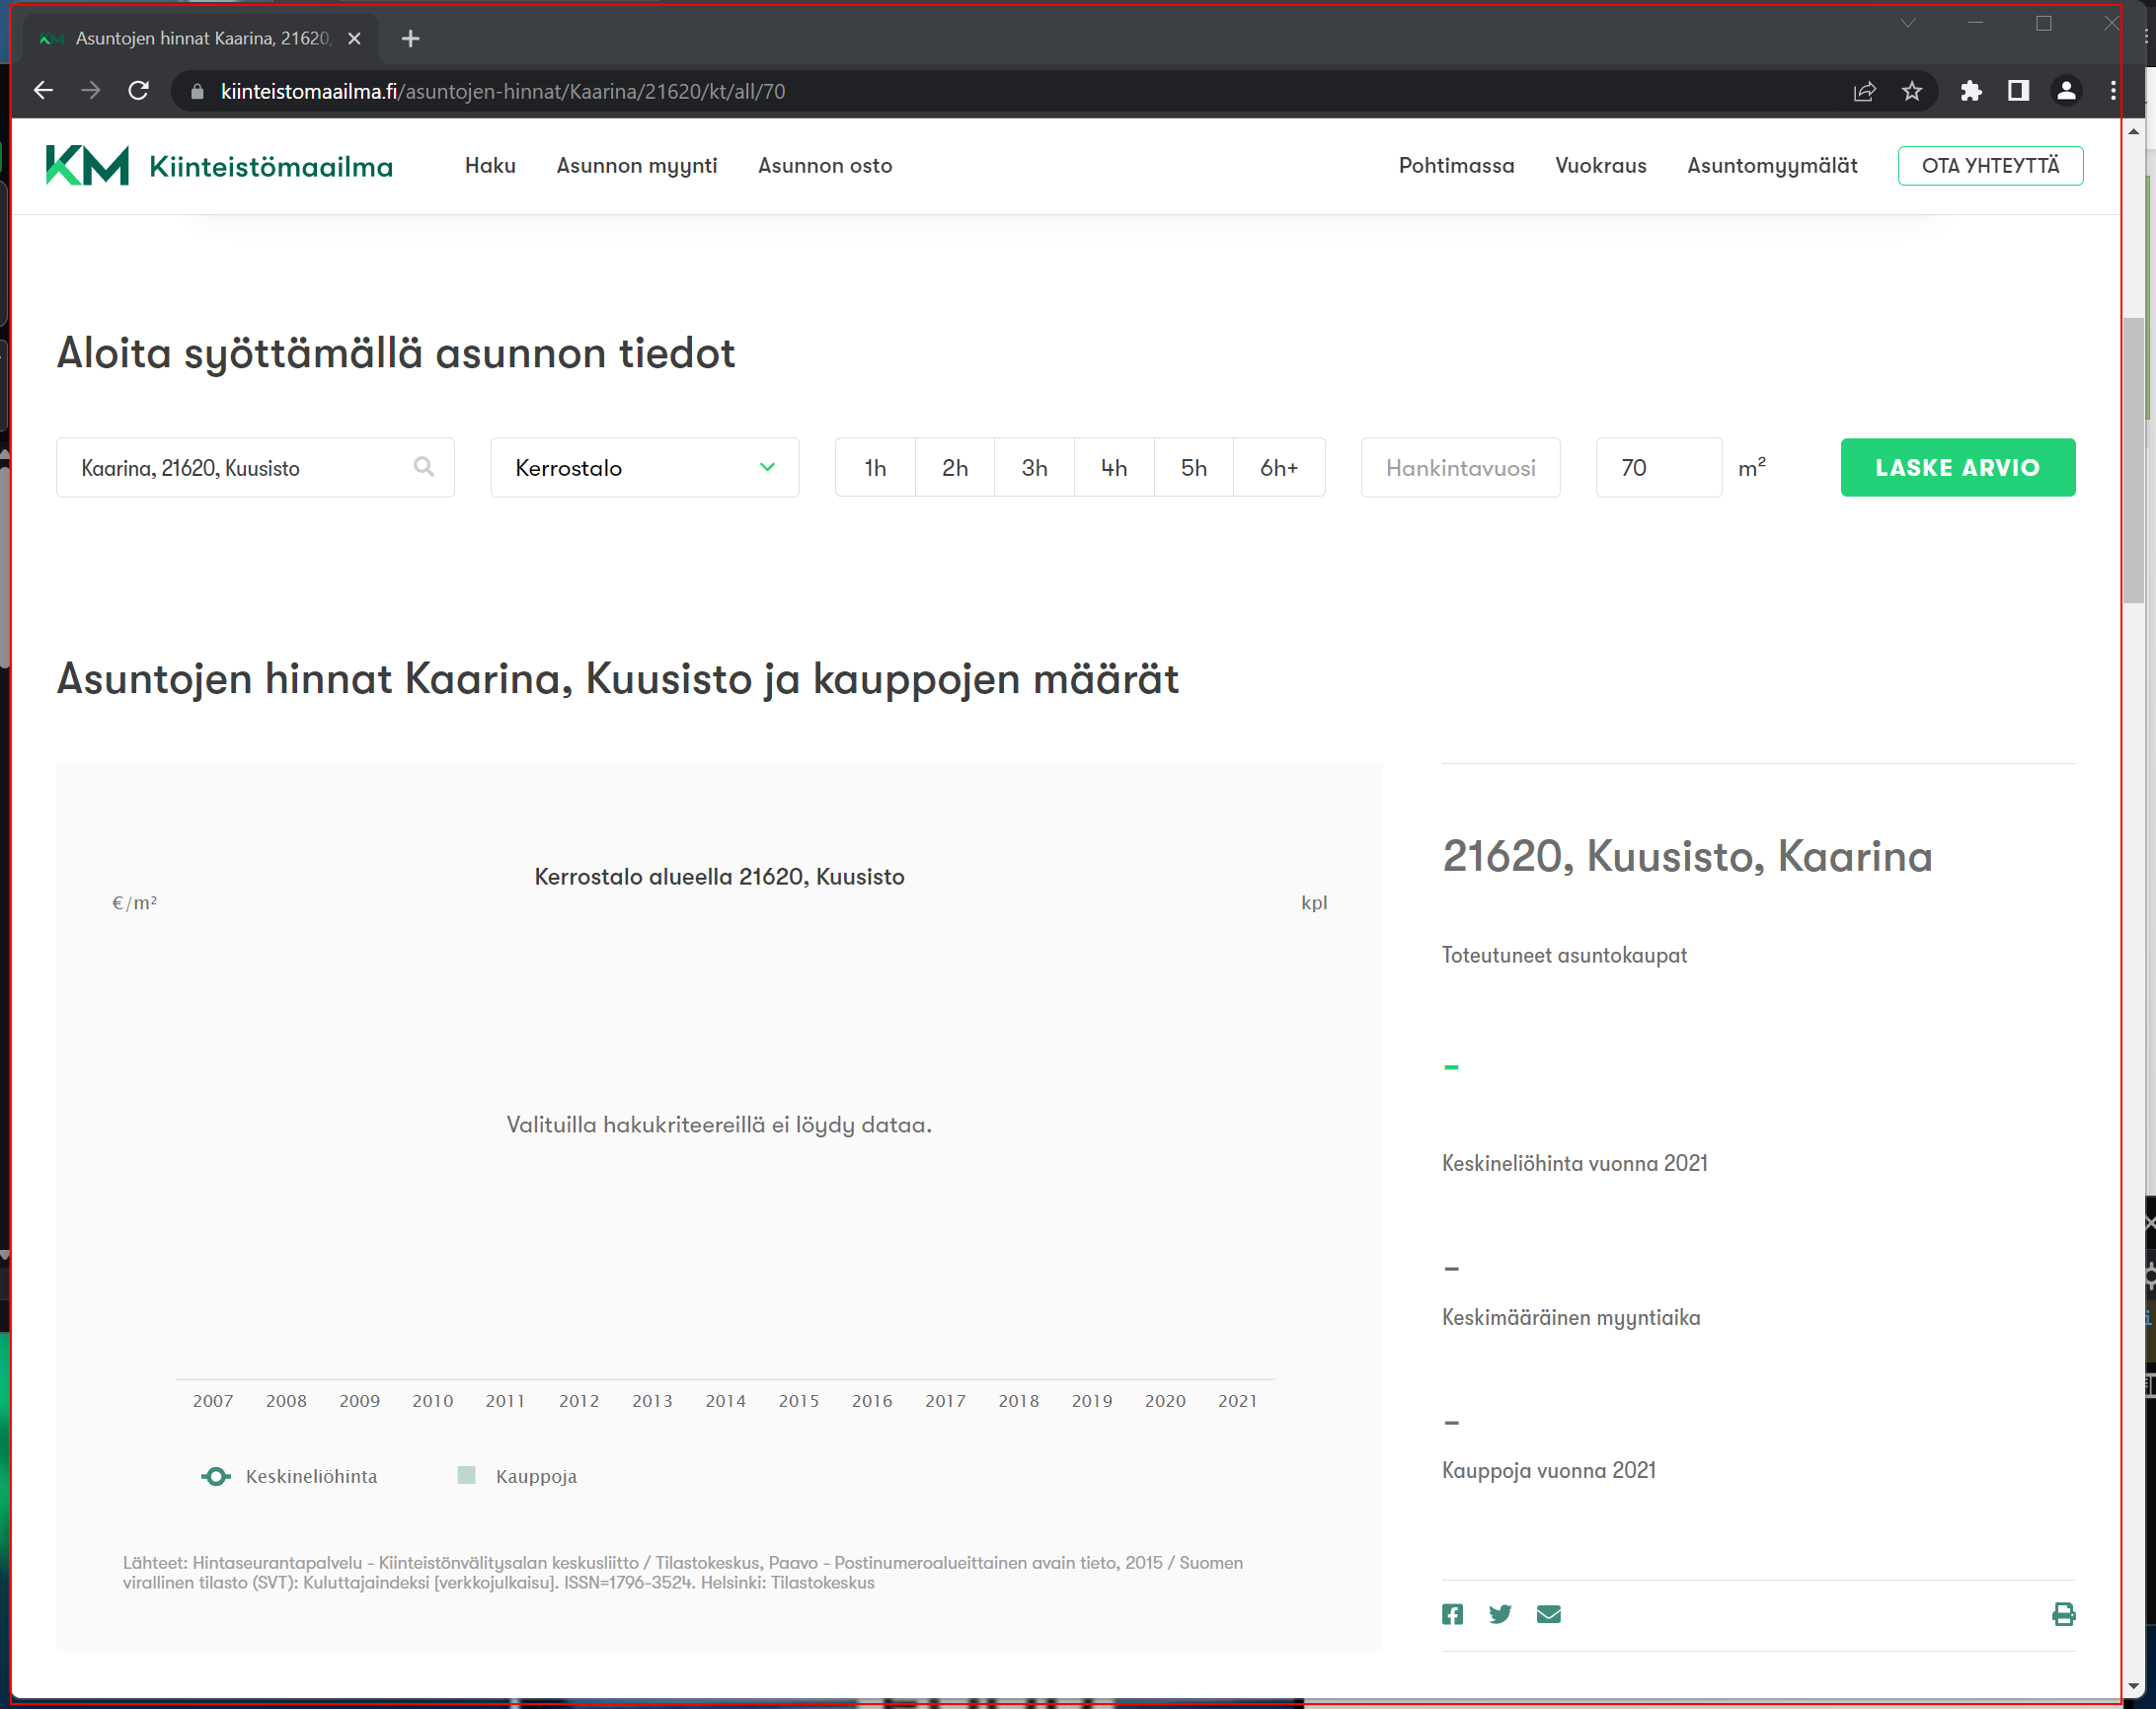 Asuntojen hinnat Kaarina, 21620,
kiinteistomaailma.fi/asuntojen-hinnat/Kaarina/21620/kt/all/70
KM Kiinteistömaailma Haku Asunnon myynti Asunnon osto Pohtimassa Vuokraus Asuntomyymälät OTA YHTEYTTÄ
Aloita syöttämällä asunnon tiedot
Kaarina, 21620, Kuusisto Kerrostalo 1h 2h 3h 4h 5h 6h+ Hankintavuosi 70 m² LASKE ARVIO
Asuntojen hinnat Kaarina, Kuusisto ja kauppojen määrät
Kerrostalo alueella 21620, Kuusisto
€/m² kpl
Valituilla hakukriteereillä ei löydy dataa.
2007 2008 2009 2010 2011 2012 2013 2014 2015 2016 2017 2018 2019 2020 2021
Keskineliöhinta Kauppoja
Lähteet: Hintaseurantapalvelu - Kiinteistönvälitysalan keskusliitto / Tilastokeskus, Paavo - Postinumeroalueittainen avain tieto, 2015 / Suomen
virallinen tilasto (SVT): Kuluttajaindeksi [verkkojulkaisu]. ISSN=1796-3524. Helsinki: Tilastokeskus
21620, Kuusisto, Kaarina
Toteutuneet asuntokaupat
-
Keskineliöhinta vuonna 2021
-
Keskimääräinen myyntiaika
-
Kauppoja vuonna 2021